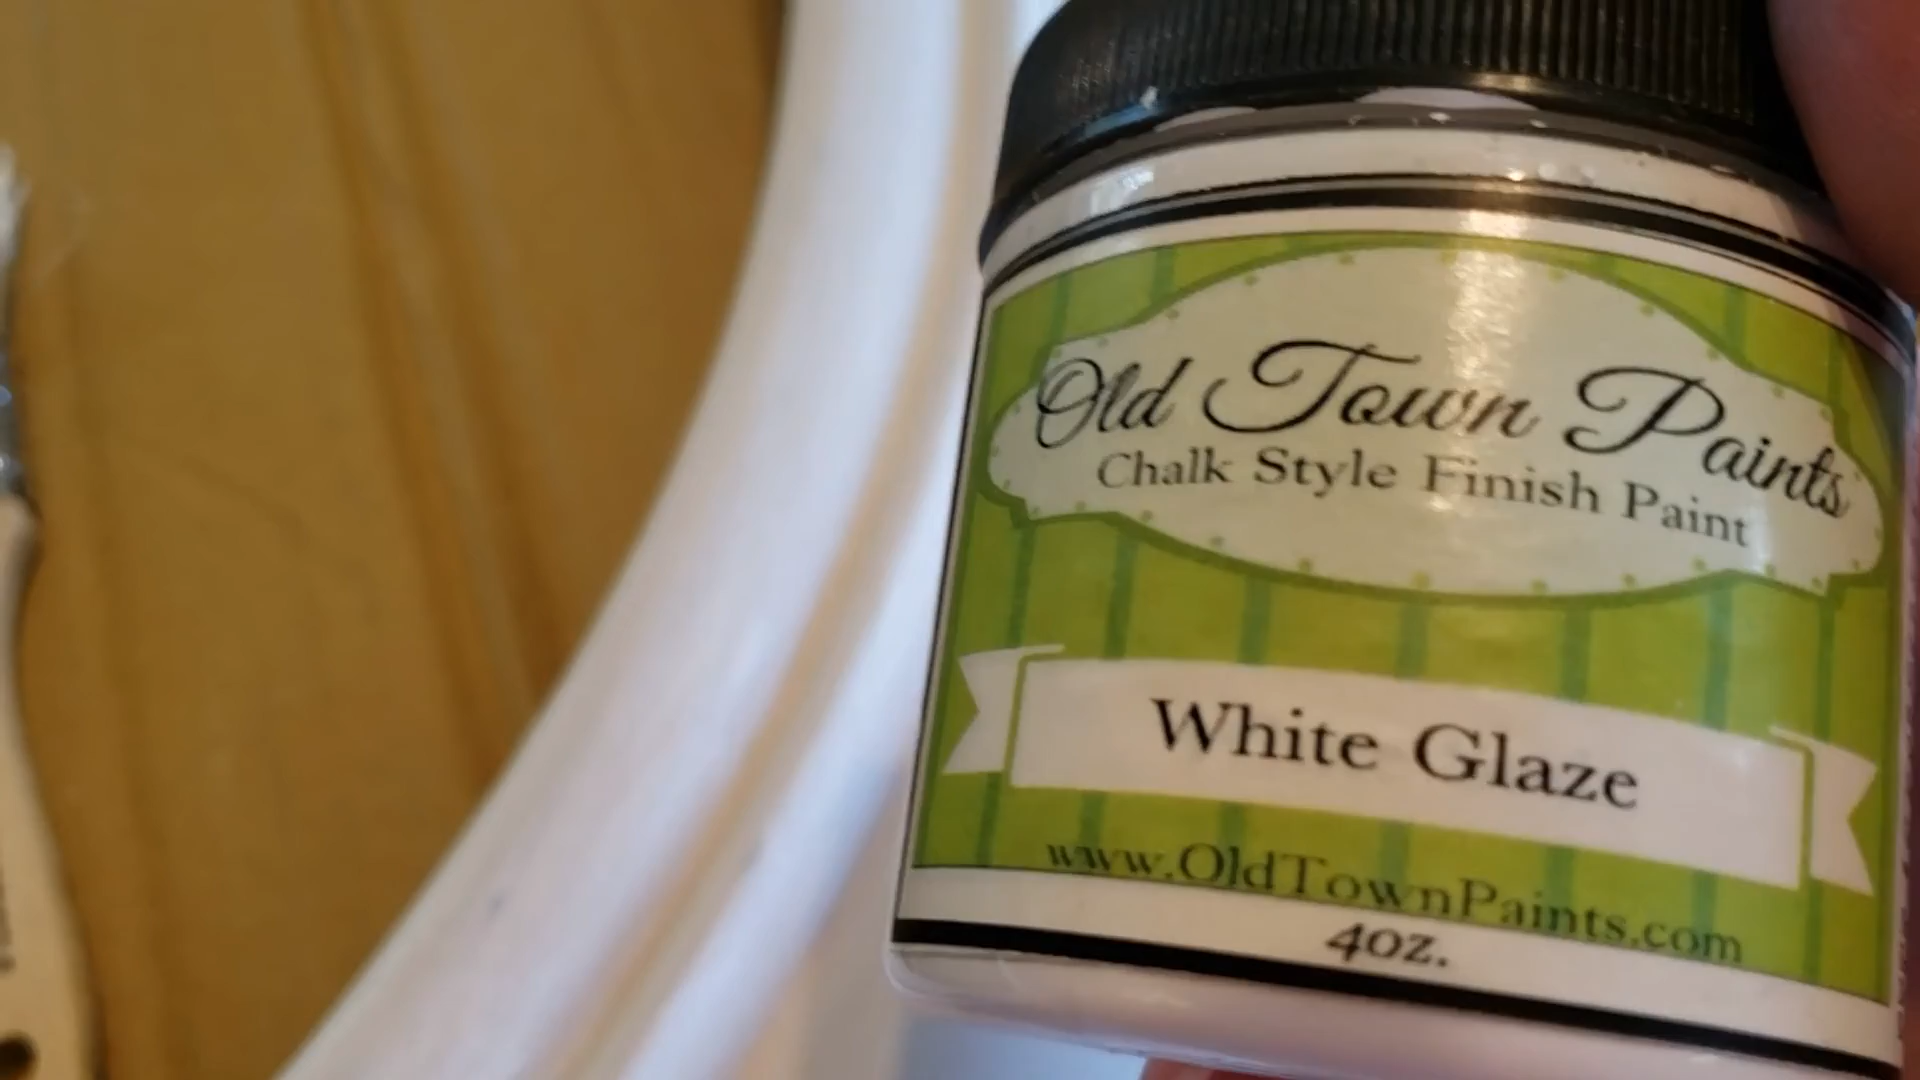 Old Town Paints
Chalk Style Finish Paint
White Glaze
www.OldTownPaints.com
4oz.